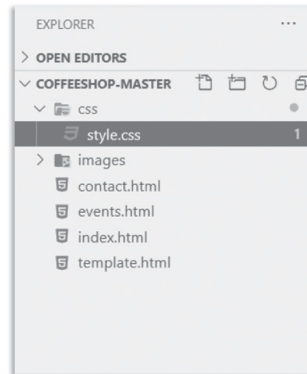 EXPLORER ...
> OPEN EDITORS
COFFEESHOP-MASTER
css
style.css 1
images
contact.html
events.html
index.html
template.html